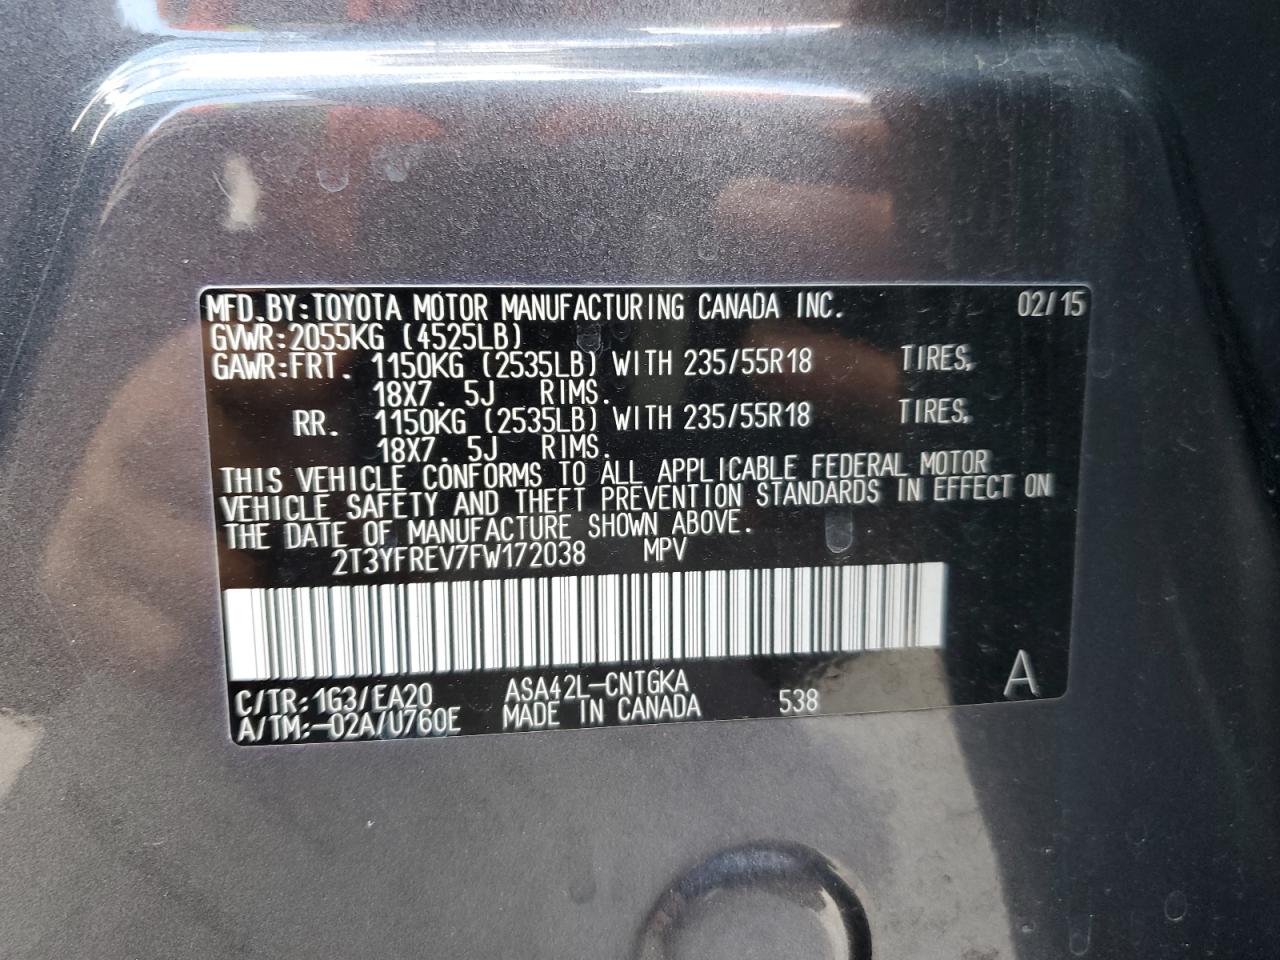 MFD.BY:TOYOTA MOTOR MANUFACTURING CANADA INC. 02/15
GVWR:2055KG (4525LB)
GAWR:FRT. 1150KG (2535LB) WITH 235/55R18 TIRES,
18X7. 5J RIMS.
RR. 1150KG (2535LB) WITH 235/55R18 TIRES,
18X7. 5J RIMS.
THIS VEHICLE CONFORMS TO ALL APPLICABLE FEDERAL MOTOR
VEHICLE SAFETY AND THEFT PREVENTION STANDARDS IN EFFECT ON
THE DATE OF MANUFACTURE SHOWN ABOVE.
2T3YFREV7FW172038 MPV
C/TR:1G3/EA20 ASA42L-CNTGKA A
A/TM:-02A/U760E MADE IN CANADA 538